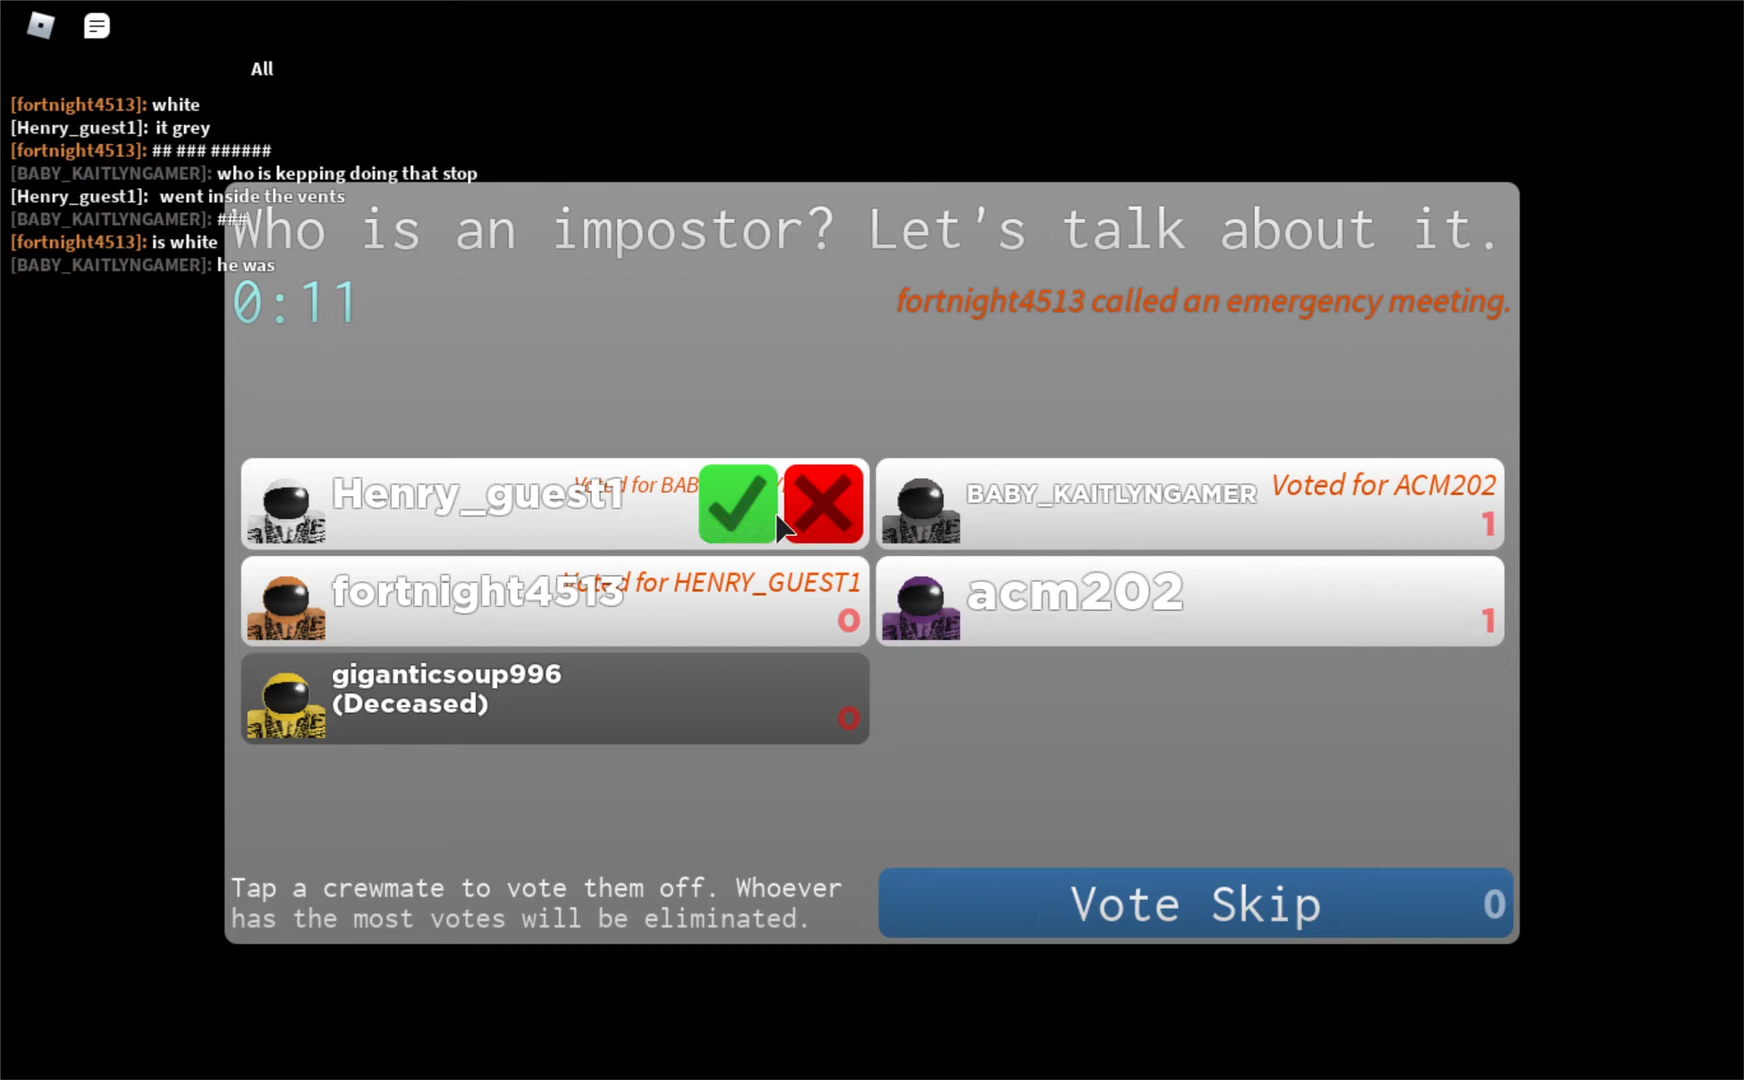 All
[fortnight4513]: white
[Henry_guest1]: it grey
[fortnight4513]: ## ### ######
[BABY_KAITLYNGAMER]: who is kepping doing that stop
[Henry_guest1]: went inside the vents
[BABY_KAITLYNGAMER]: ###
[fortnight4513]: is white
[BABY_KAITLYNGAMER]: he was
Who is an impostor? Let's talk about it.
0:11
fortnight4513 called an emergency meeting.
Henry_guest1 Voted for
BABY_KAITLYNGAMER Voted for ACM202
1
fortnight4513 Voted for HENRY_GUEST1
0
acm202
1
giganticsoup996
(Deceased)
0
Tap a crewmate to vote them off. Whoever
has the most votes will be eliminated.
Vote Skip 0